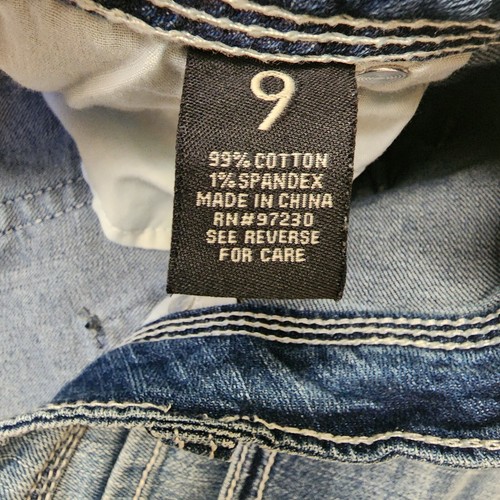 9
99% COTTON
1% SPANDEX
MADE IN CHINA
RN#97230
SEE REVERSE
FOR CARE